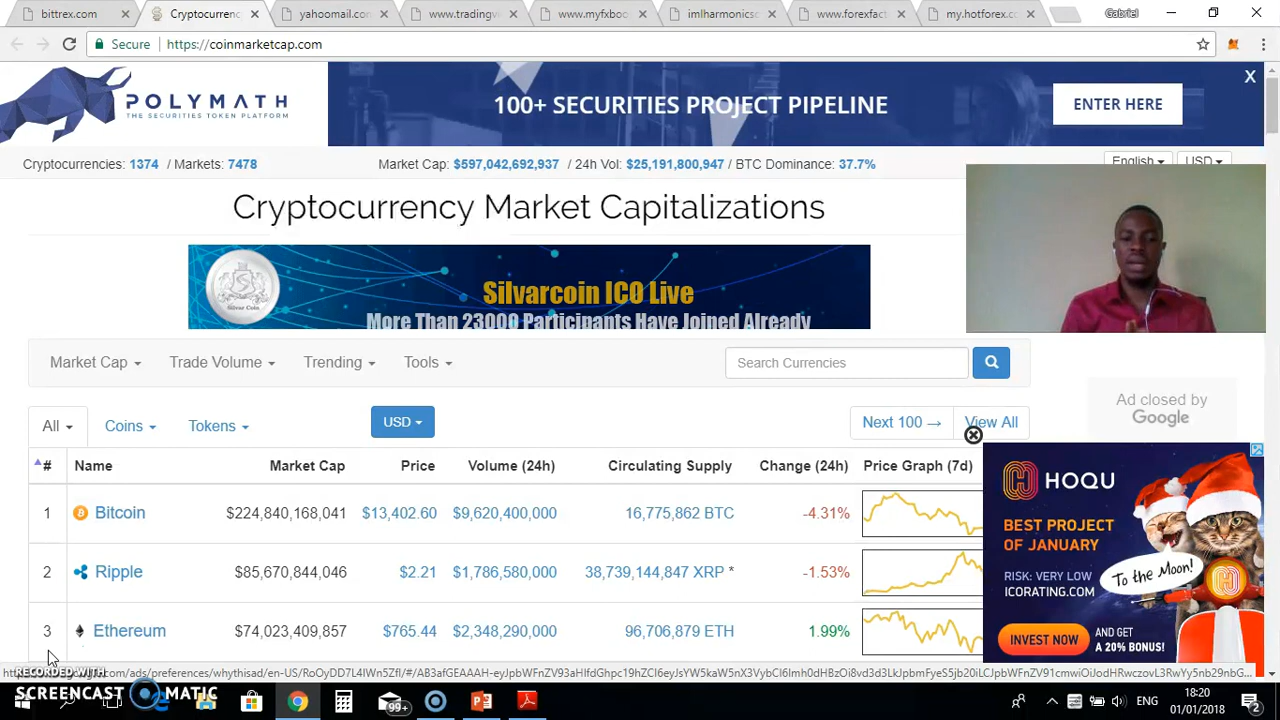 bittrex.com
Cryptocurrenc
yahoomail.com
www.tradingv
www.myfxboo
imlharmonicsc
www.forexfact
my.hotforex.c
Gabriel
Secure
https://coinmarketcap.com
POLYMATH
THE SECURITIES TOKEN PLATFORM
100+ SECURITIES PROJECT PIPELINE
ENTER HERE
X
Cryptocurrencies: 1374 / Markets: 7478
Market Cap: $597,042,692,937 / 24h Vol: $25,191,800,947 / BTC Dominance: 37.7%
English
USD
Cryptocurrency Market Capitalizations
Silvarcoin ICO Live
More Than 23000 Participants Have Joined Already
Market Cap Trade Volume Trending Tools
Search Currencies
Ad closed by
Google
All Coins Tokens
USD
Next 100 → View All
# Name Market Cap Price Volume (24h) Circulating Supply Change (24h) Price Graph (7d)
1 Bitcoin $224,840,168,041 $13,402.60 $9,620,400,000 16,775,862 BTC -4.31%
2 Ripple $85,670,844,046 $2.21 $1,786,580,000 38,739,144,847 XRP * -1.53%
3 Ethereum $74,023,409,857 $765.44 $2,348,290,000 96,706,879 ETH 1.99%
HOQU
BEST PROJECT
OF JANUARY
RISK: VERY LOW
ICORATING.COM
To the Moon!
INVEST NOW
AND GET
A 20% BONUS!
RECORDED WITH
SCREENCAST MATIC
99+
ENG
18:20
01/01/2018
2